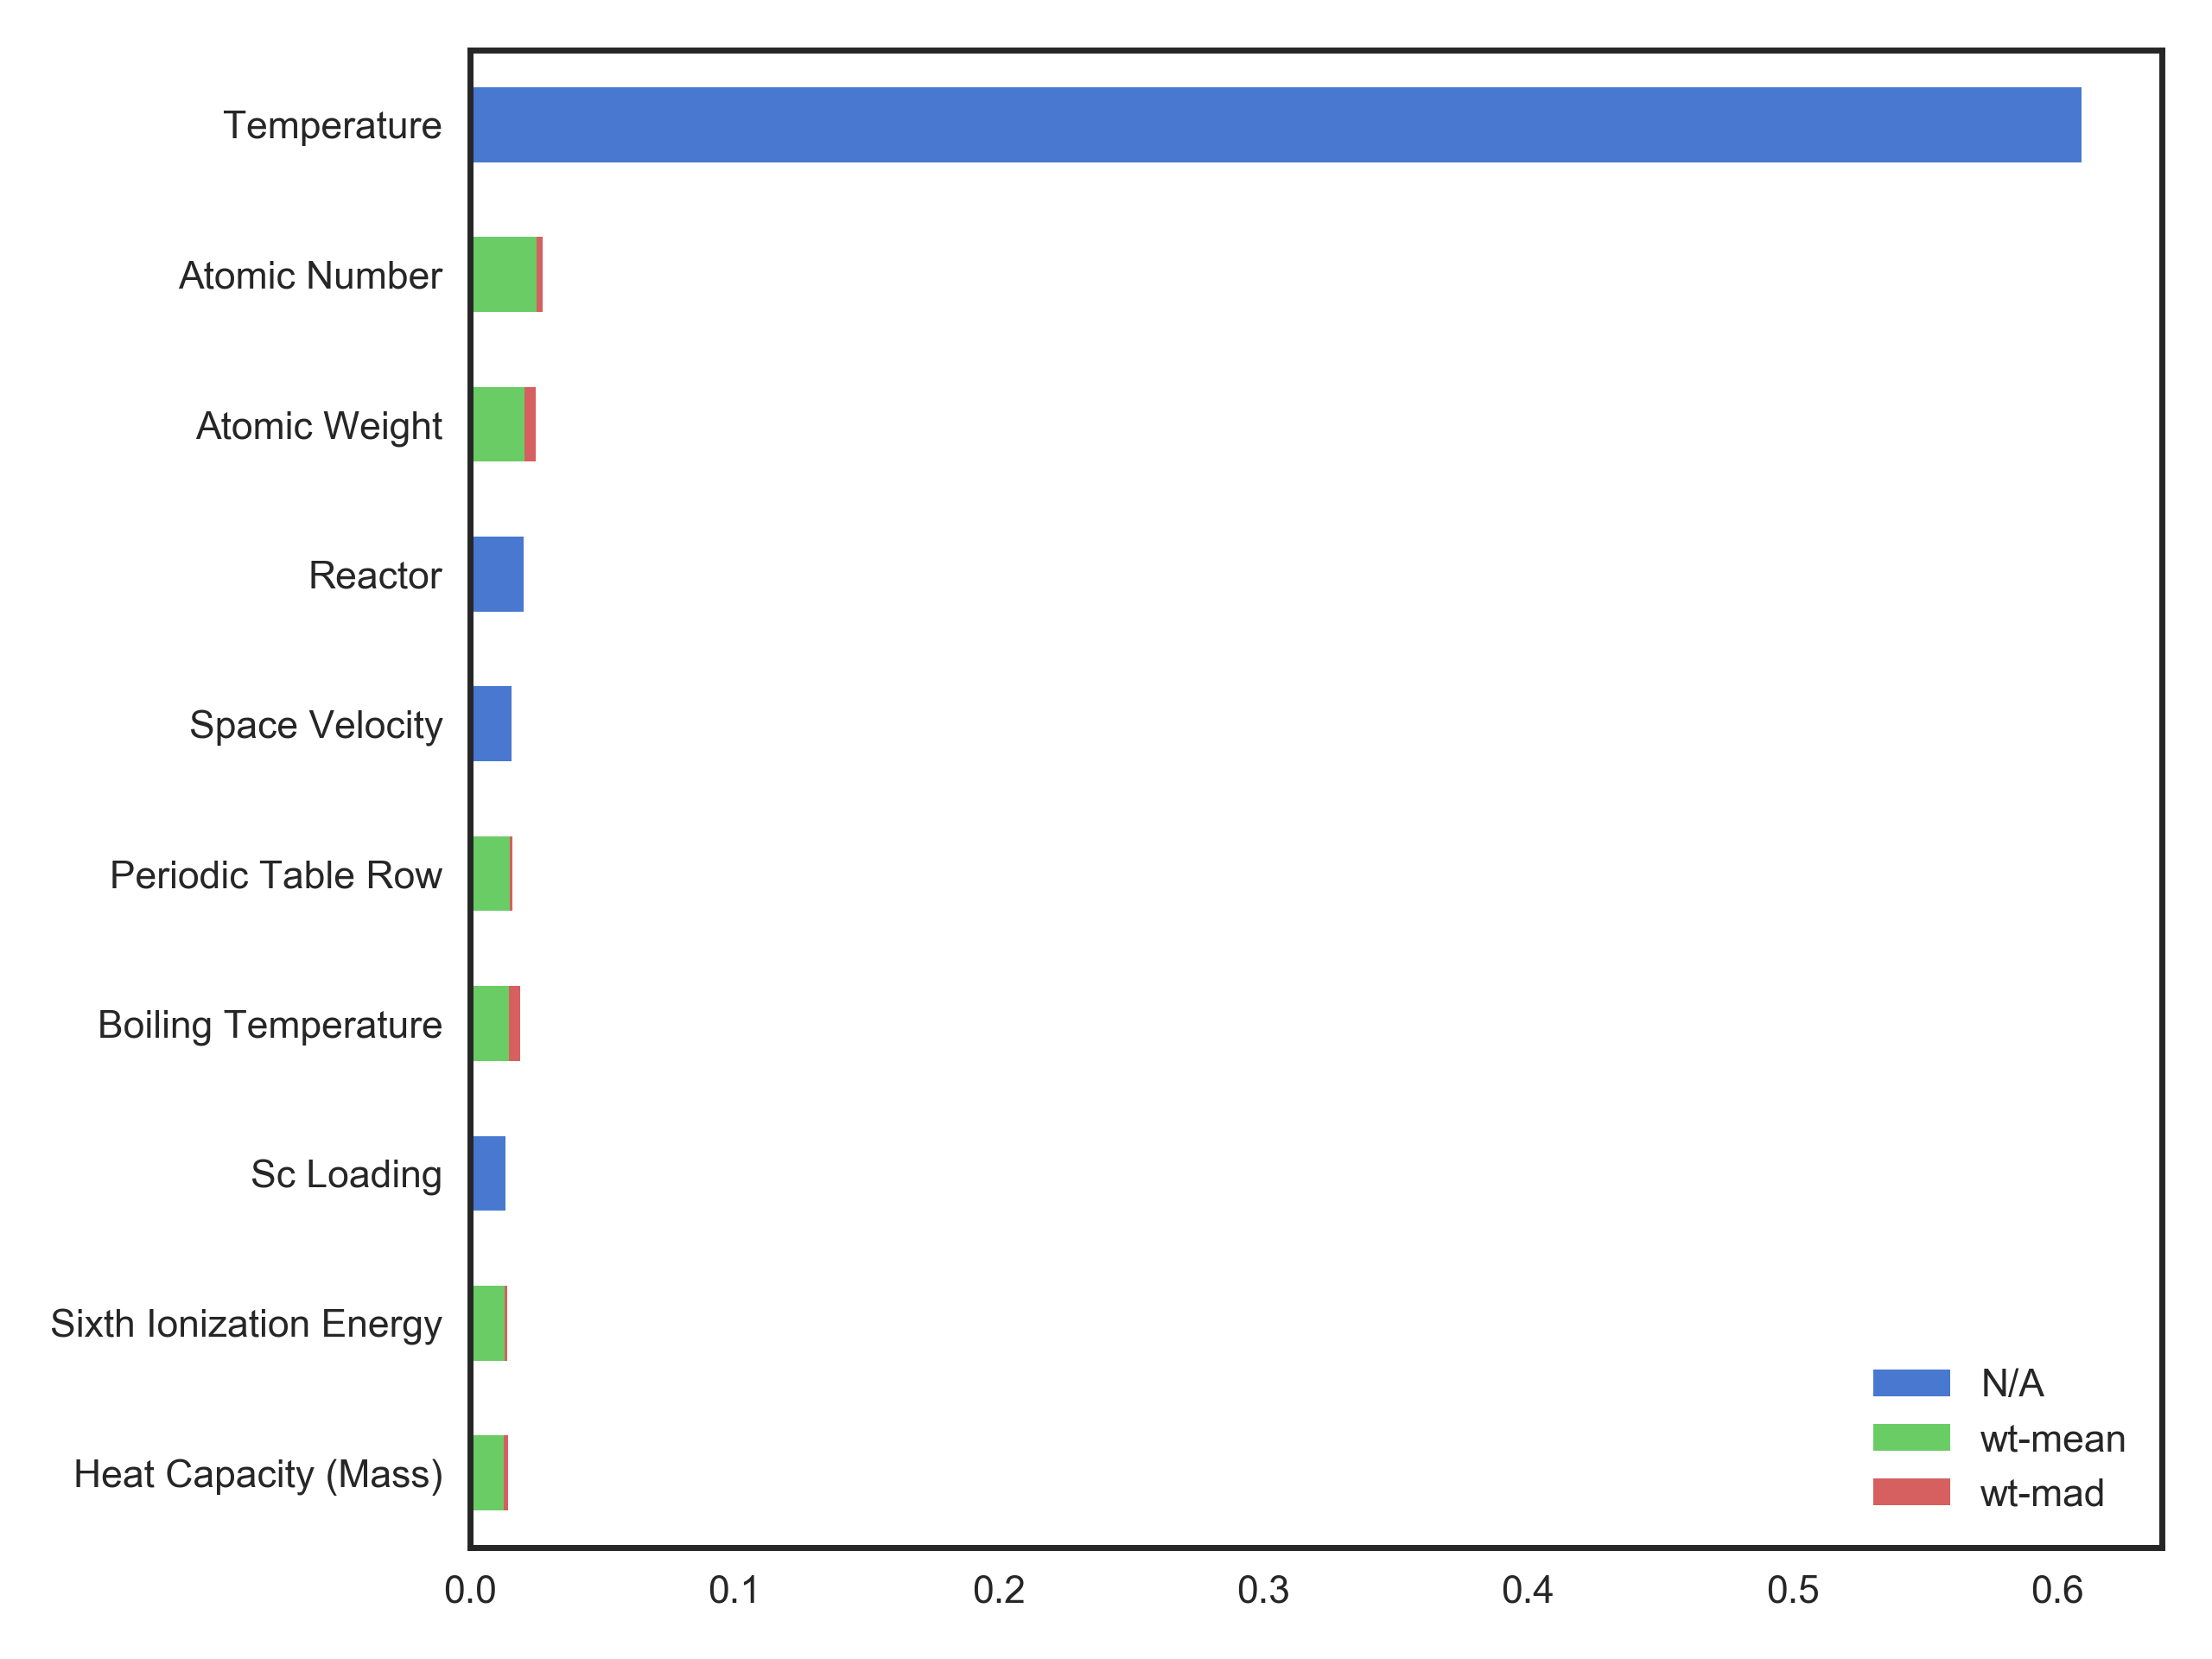 Temperature
Atomic Number
Atomic Weight
Reactor
Space Velocity
Periodic Table Row
Boiling Temperature
Sc Loading
Sixth Ionization Energy
Heat Capacity (Mass)
N/A
wt-mean
wt-mad
0.0 0.1 0.2 0.3 0.4 0.5 0.6